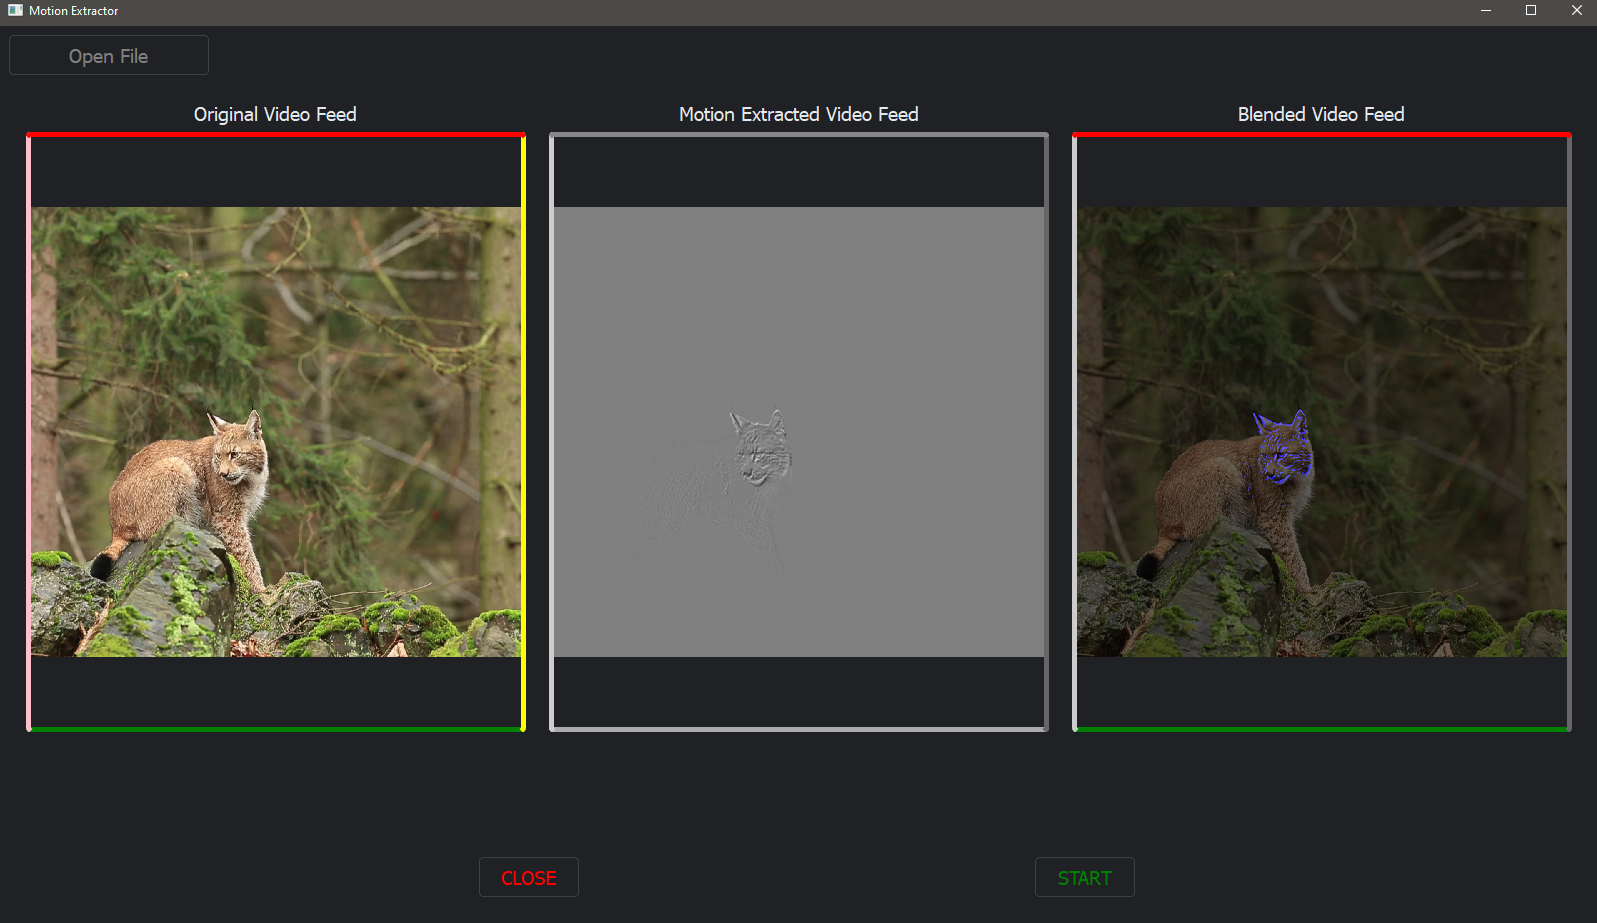 Motion Extractor
Open File
Original Video Feed
Motion Extracted Video Feed
Blended Video Feed
CLOSE
START